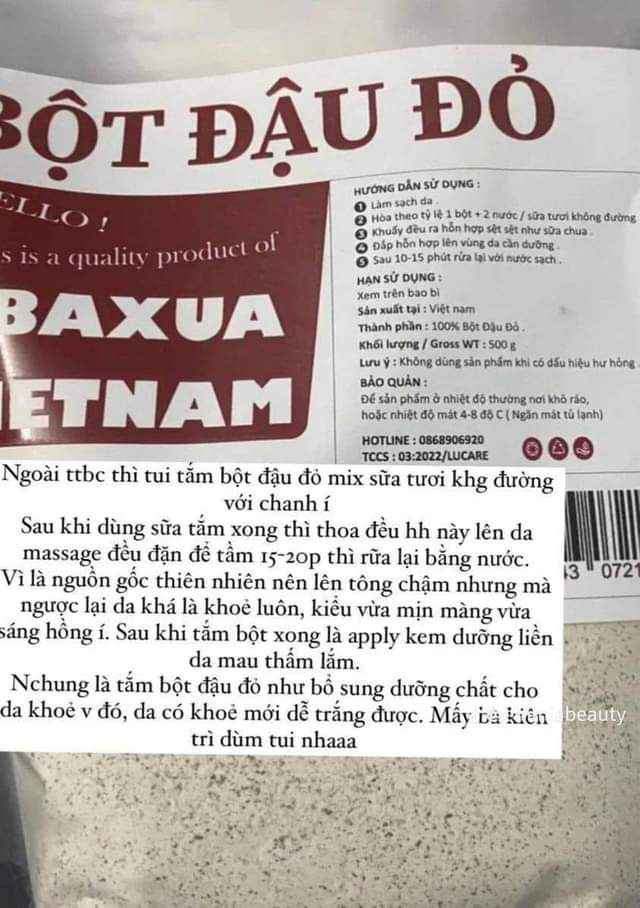 BỘT ĐẬU ĐỎ
ELLO !
s is a quality product of
BAXUA
IETNAM
HƯỚNG DẪN SỬ DỤNG :
1 Làm sạch da .
2 Hòa theo tỷ lệ 1 bột + 2 nước / sữa tươi không đường
3 Khuấy đều ra hỗn hợp sệt sệt như sữa chua .
4 Đắp hỗn hợp lên vùng da cần dưỡng .
5 Sau 10-15 phút rửa lại với nước sạch .
HẠN SỬ DỤNG :
Xem trên bao bì
Sản xuất tại : Việt nam
Thành phần : 100% Bột Đậu Đỏ .
Khối lượng / Gross WT : 500 g
Lưu ý : Không dùng sản phẩm khi có dấu hiệu hư hỏng .
BẢO QUẢN :
Để sản phẩm ở nhiệt độ thường nơi khô ráo,
hoặc nhiệt độ mát 4-8 độ C ( Ngăn mát tủ lạnh)
HOTLINE : 0868906920
TCCS : 03:2022/LUCARE
43 0721
Ngoài ttbc thì tui tắm bột đậu đỏ mix sữa tươi khg đường
với chanh í
Sau khi dùng sữa tắm xong thì thoa đều hh này lên da
massage đều đặn để tầm 15-20p thì rữa lại bằng nước.
Vì là nguồn gốc thiên nhiên nên lên tông chậm nhưng mà
ngược lại da khá là khoẻ luôn, kiểu vừa mịn màng vừa
sáng hồng í. Sau khi tắm bột xong là apply kem dưỡng liền
da mau thấm lắm.
Nchung là tắm bột đậu đỏ như bổ sung dưỡng chất cho
da khoẻ v đó, da có khoẻ mới dễ trắng được. Mấy bà kiên
trì dùm tui nhaaa
beauty